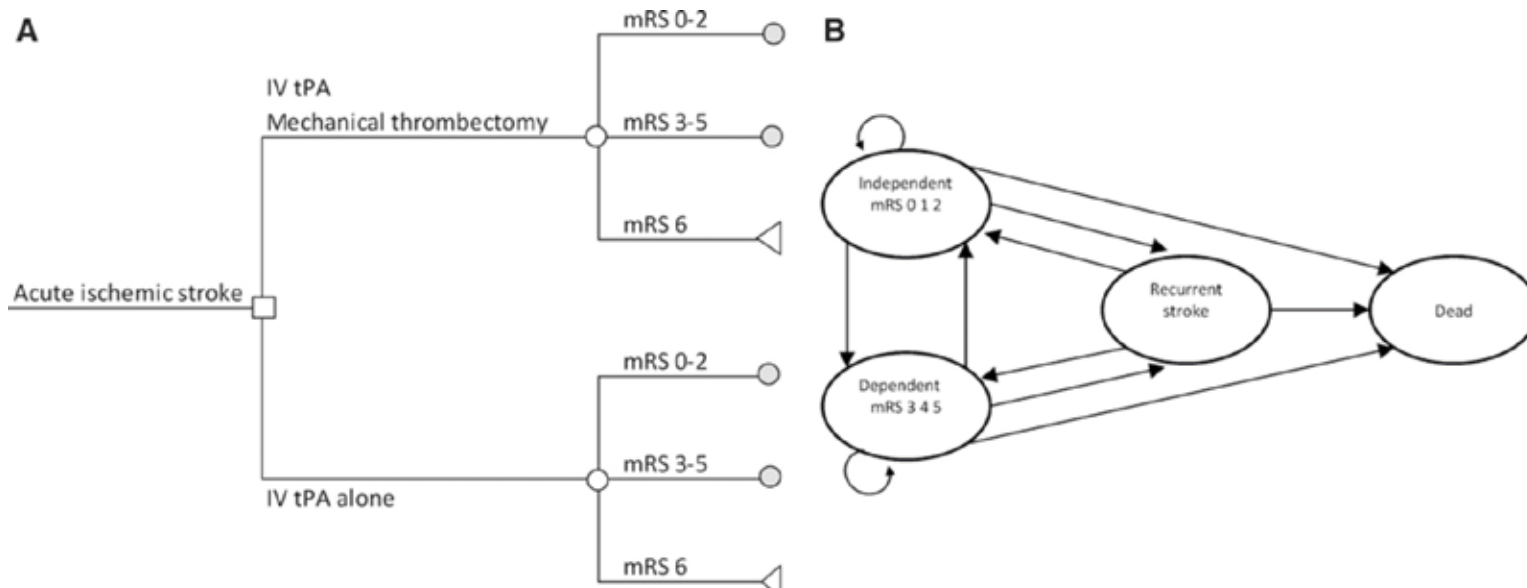 A
mRS 0-2
IV tPA
Mechanical thrombectomy
mRS 3-5
mRS 6
Acute ischemic stroke
mRS 0-2
mRS 3-5
IV tPA alone
mRS 6
B
Independent
mRS 0 1 2
Recurrent
stroke
Dead
Dependent
mRS 3 4 5